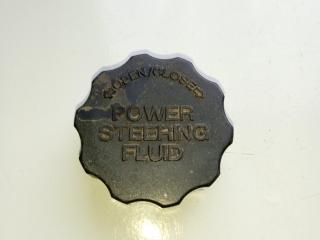 OPEN/CLOSED
POWER
STEERING
FLUID